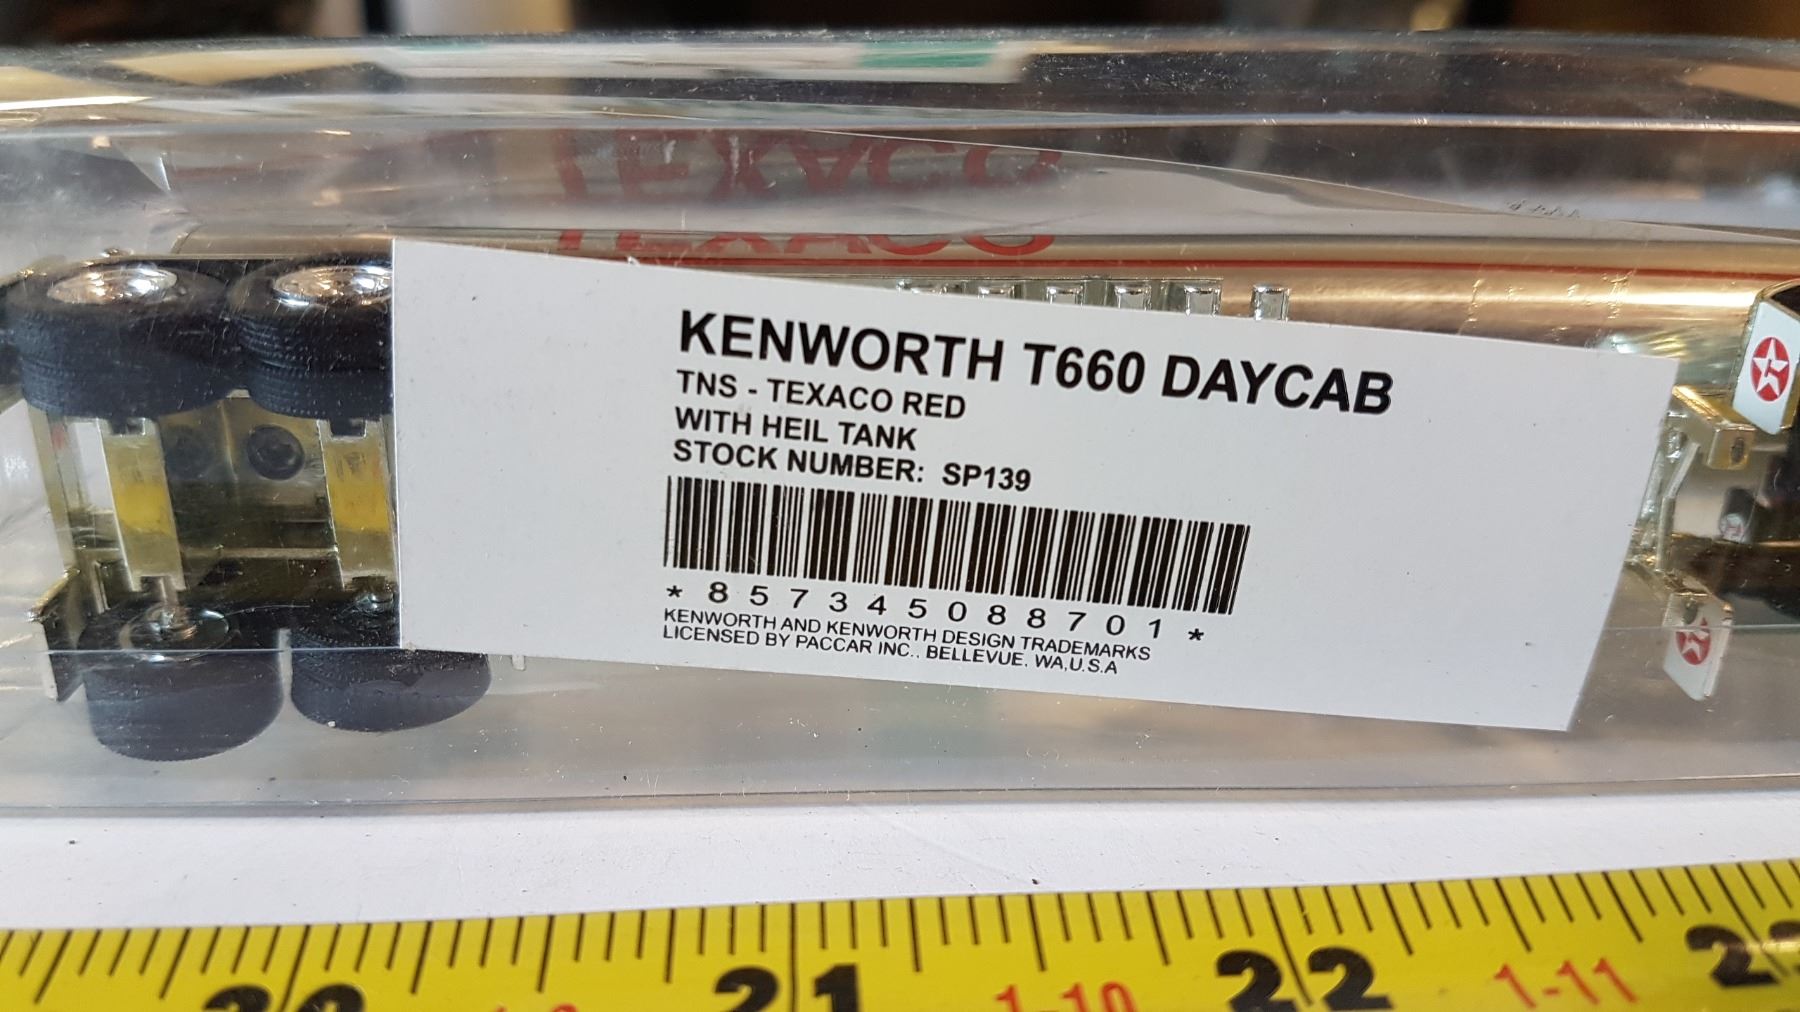 TEXACO
TEXACO
KENWORTH T660 DAYCAB
TNS - TEXACO RED
WITH HEIL TANK
STOCK NUMBER: SP139
* 8 5 7 3 4 5 0 8 8 7 0 1 *
KENWORTH AND KENWORTH DESIGN TRADEMARKS
LICENSED BY PACCAR INC.. BELLEVUE. WA,U.S.A
T
T
21
1-10
22
1-11